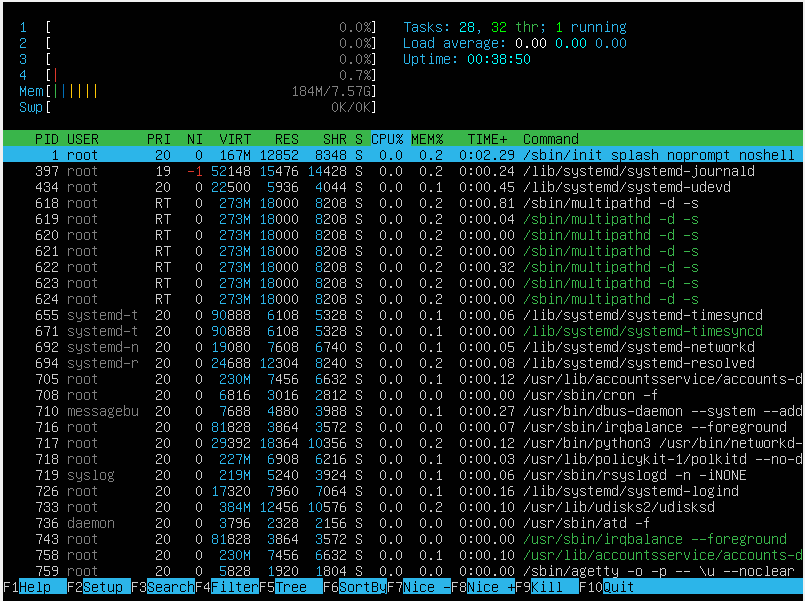 1 [ 0.0%] Tasks: 28, 32 thr; 1 running
2 [ 0.0%] Load average: 0.00 0.00 0.00
3 [ 0.0%] Uptime: 00:38:50
4 [| 0.7%]
Mem[|||||| 184M/7.57G]
Swp[ 0K/0K]
PID USER PRI NI VIRT RES SHR S CPU% MEM% TIME+ Command
1 root 20 0 167M 12852 8348 S 0.0 0.2 0:02.29 /sbin/init splash noprompt noshell
397 root 19 -1 52148 15476 14428 S 0.0 0.2 0:00.24 /lib/systemd/systemd-journald
434 root 20 0 22500 5936 4044 S 0.0 0.1 0:00.45 /lib/systemd/systemd-udevd
618 root RT 0 273M 18000 8208 S 0.0 0.2 0:00.81 /sbin/multipathd -d -s
619 root RT 0 273M 18000 8208 S 0.0 0.2 0:00.04 /sbin/multipathd -d -s
620 root RT 0 273M 18000 8208 S 0.0 0.2 0:00.00 /sbin/multipathd -d -s
621 root RT 0 273M 18000 8208 S 0.0 0.2 0:00.00 /sbin/multipathd -d -s
622 root RT 0 273M 18000 8208 S 0.0 0.2 0:00.32 /sbin/multipathd -d -s
623 root RT 0 273M 18000 8208 S 0.0 0.2 0:00.00 /sbin/multipathd -d -s
624 root RT 0 273M 18000 8208 S 0.0 0.2 0:00.00 /sbin/multipathd -d -s
655 systemd-t 20 0 90888 6108 5328 S 0.0 0.1 0:00.06 /lib/systemd/systemd-timesyncd
671 systemd-t 20 0 90888 6108 5328 S 0.0 0.1 0:00.00 /lib/systemd/systemd-timesyncd
692 systemd-n 20 0 19080 7608 6740 S 0.0 0.1 0:00.05 /lib/systemd/systemd-networkd
694 systemd-r 20 0 24688 12304 8240 S 0.0 0.2 0:00.08 /lib/systemd/systemd-resolved
705 root 20 0 230M 7456 6632 S 0.0 0.1 0:00.12 /usr/lib/accountsservice/accounts-d
708 root 20 0 6816 3016 2812 S 0.0 0.0 0:00.00 /usr/sbin/cron -f
710 messagebu 20 0 7688 4880 3988 S 0.0 0.1 0:00.27 /usr/bin/dbus-daemon --system --add
716 root 20 0 81828 3864 3572 S 0.0 0.0 0:00.07 /usr/sbin/irqbalance --foreground
717 root 20 0 29392 18364 10356 S 0.0 0.2 0:00.12 /usr/bin/python3 /usr/bin/networkd-
718 root 20 0 227M 6908 6216 S 0.0 0.1 0:00.03 /usr/lib/policykit-1/polkitd --no-d
719 syslog 20 0 219M 5240 3924 S 0.0 0.1 0:00.06 /usr/sbin/rsyslogd -n -iNONE
726 root 20 0 17320 7960 7064 S 0.0 0.1 0:00.16 /lib/systemd/systemd-logind
733 root 20 0 384M 12456 10576 S 0.0 0.2 0:00.10 /usr/lib/udisks2/udisksd
736 daemon 20 0 3796 2328 2156 S 0.0 0.0 0:00.00 /usr/sbin/atd -f
743 root 20 0 81828 3864 3572 S 0.0 0.0 0:00.00 /usr/sbin/irqbalance --foreground
758 root 20 0 230M 7456 6632 S 0.0 0.1 0:00.10 /usr/lib/accountsservice/accounts-d
759 root 20 0 5828 1920 1804 S 0.0 0.0 0:00.00 /sbin/agetty -o -p -- \u --noclear
F1Help F2Setup F3SearchF4FilterF5Tree F6SortByF7Nice -F8Nice +F9Kill F10Quit